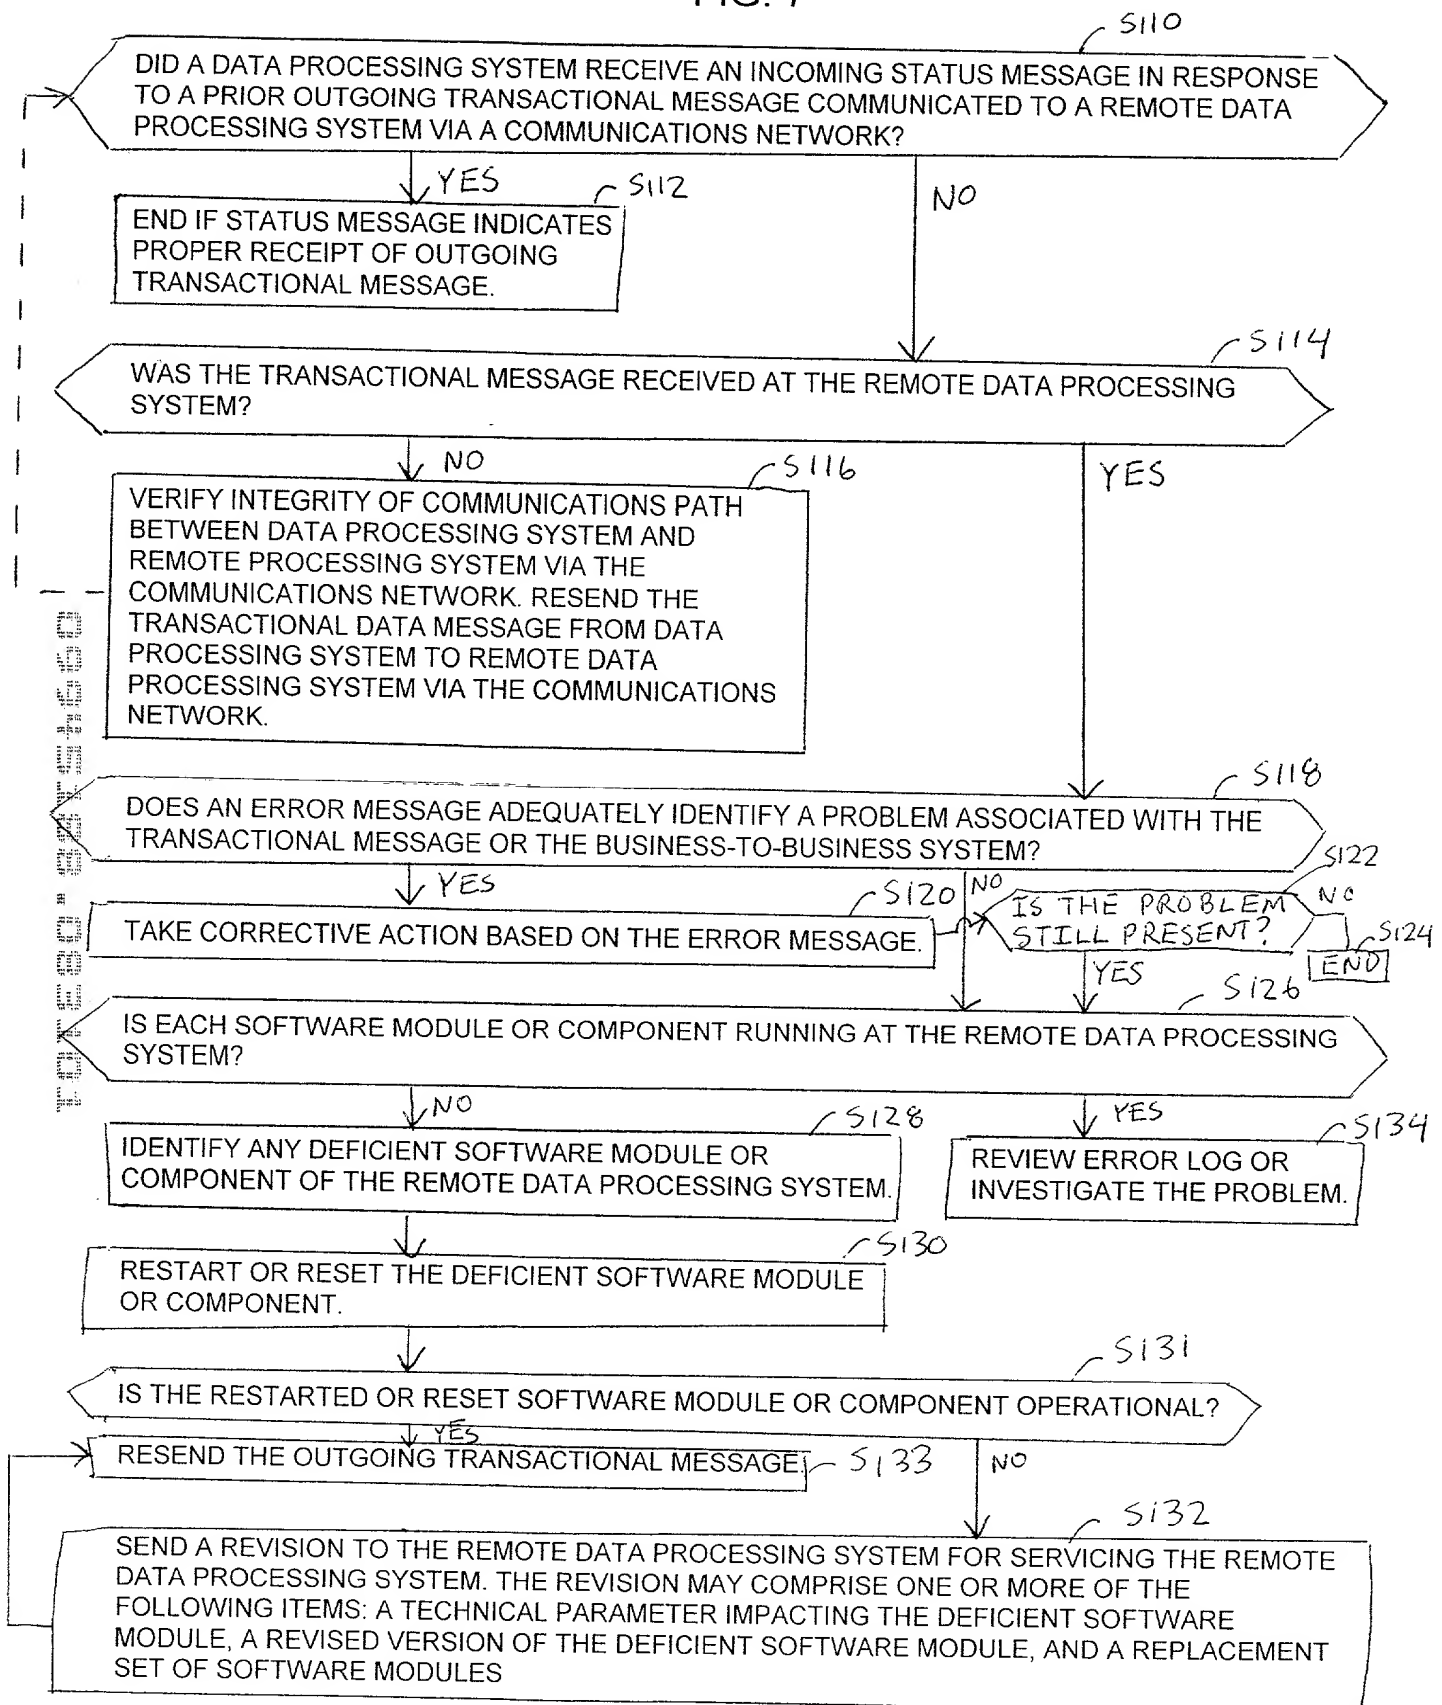 S110
DID A DATA PROCESSING SYSTEM RECEIVE AN INCOMING STATUS MESSAGE IN RESPONSE
TO A PRIOR OUTGOING TRANSACTIONAL MESSAGE COMMUNICATED TO A REMOTE DATA
PROCESSING SYSTEM VIA A COMMUNICATIONS NETWORK?
YES
S112
NO
END IF STATUS MESSAGE INDICATES
PROPER RECEIPT OF OUTGOING
TRANSACTIONAL MESSAGE.
S114
WAS THE TRANSACTIONAL MESSAGE RECEIVED AT THE REMOTE DATA PROCESSING
SYSTEM?
NO
S116
YES
VERIFY INTEGRITY OF COMMUNICATIONS PATH
BETWEEN DATA PROCESSING SYSTEM AND
REMOTE PROCESSING SYSTEM VIA THE
COMMUNICATIONS NETWORK. RESEND THE
TRANSACTIONAL DATA MESSAGE FROM DATA
PROCESSING SYSTEM TO REMOTE DATA
PROCESSING SYSTEM VIA THE COMMUNICATIONS
NETWORK.
S118
DOES AN ERROR MESSAGE ADEQUATELY IDENTIFY A PROBLEM ASSOCIATED WITH THE
TRANSACTIONAL MESSAGE OR THE BUSINESS-TO-BUSINESS SYSTEM?
YES
S120
NO
S122
TAKE CORRECTIVE ACTION BASED ON THE ERROR MESSAGE.
IS THE PROBLEM
STILL PRESENT?
NO
S124
END
YES
S126
IS EACH SOFTWARE MODULE OR COMPONENT RUNNING AT THE REMOTE DATA PROCESSING
SYSTEM?
NO
S128
YES
S134
IDENTIFY ANY DEFICIENT SOFTWARE MODULE OR
COMPONENT OF THE REMOTE DATA PROCESSING SYSTEM.
REVIEW ERROR LOG OR
INVESTIGATE THE PROBLEM.
S130
RESTART OR RESET THE DEFICIENT SOFTWARE MODULE
OR COMPONENT.
S131
IS THE RESTARTED OR RESET SOFTWARE MODULE OR COMPONENT OPERATIONAL?
YES
RESEND THE OUTGOING TRANSACTIONAL MESSAGE.
S133
NO
S132
SEND A REVISION TO THE REMOTE DATA PROCESSING SYSTEM FOR SERVICING THE REMOTE
DATA PROCESSING SYSTEM. THE REVISION MAY COMPRISE ONE OR MORE OF THE
FOLLOWING ITEMS: A TECHNICAL PARAMETER IMPACTING THE DEFICIENT SOFTWARE
MODULE, A REVISED VERSION OF THE DEFICIENT SOFTWARE MODULE, AND A REPLACEMENT
SET OF SOFTWARE MODULES